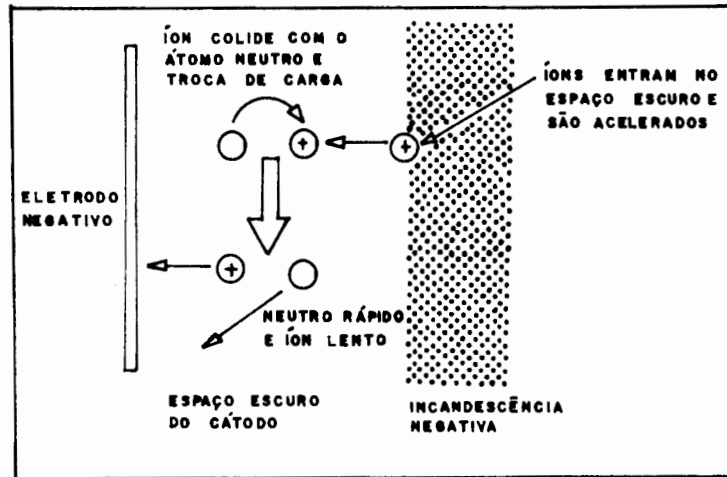 ÍON COLIDE COM O
ÁTOMO NEUTRO E
TROCA DE CARGA
ÍONS ENTRAM NO
ESPAÇO ESCURO E
SÃO ACELERADOS
+
+
ELETRODO
NEGATIVO
+
NEUTRO RÁPIDO
E ÍON LENTO
ESPAÇO ESCURO
DO CÁTODO
INCANDESCÊNCIA
NEGATIVA